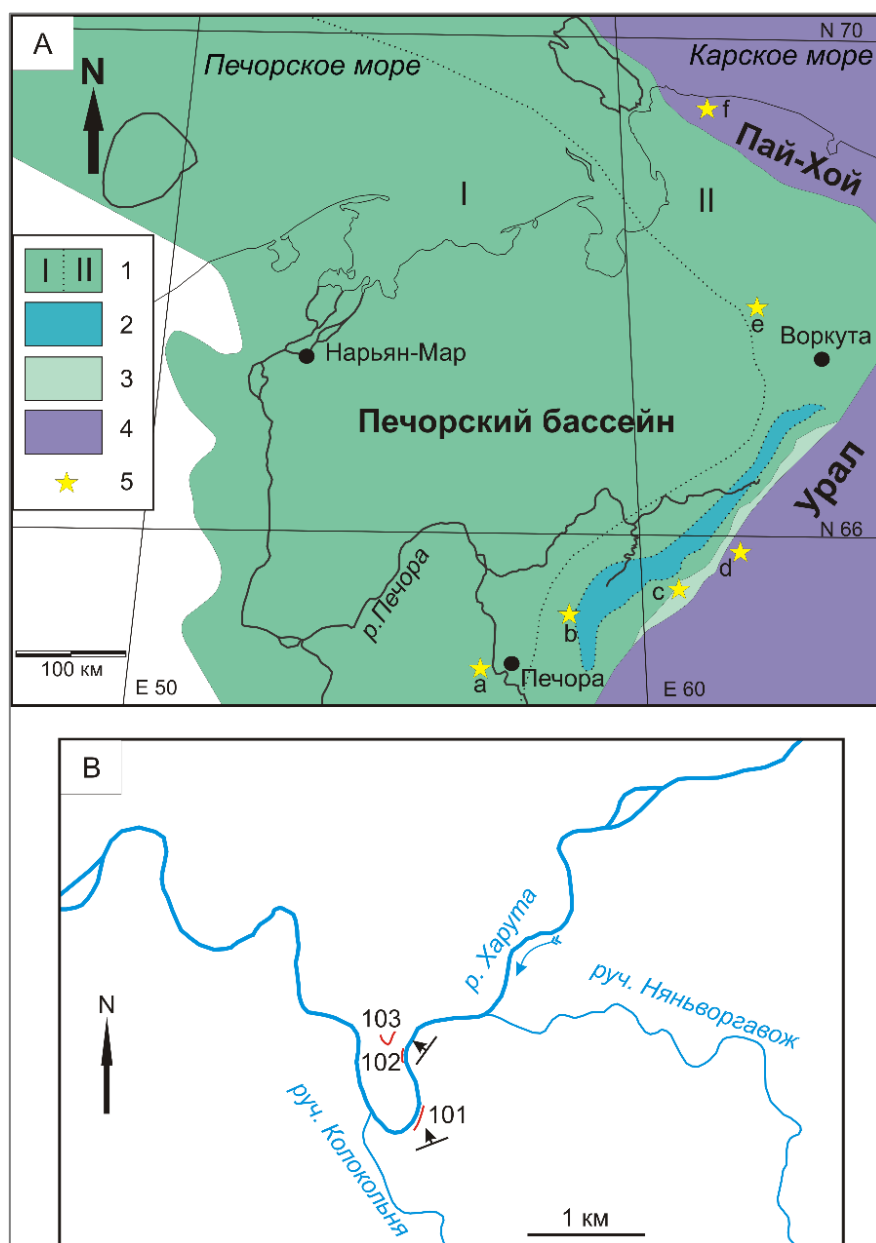 A
N 70
Печорское море
Карское море
N
f
Пай-Хой
I
II
I II 1
2
3
4
5
e
Воркута
Нарьян-Мар
Печорский бассейн
Урал
N 66
р.Печора
d
c
b
100 км
a
Печора
E 50
E 60
B
р. Харута
N
руч. Няньворгавож
103
102
101
руч. Колокольня
1 км